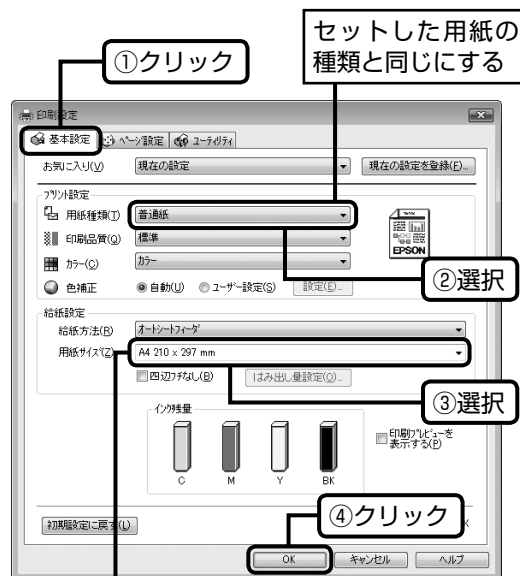 セットした用紙の
種類と同じにする
①クリック
印刷設定
基本設定
ページ設定
ユーティリティ
お気に入り(V)
現在の設定
現在の設定を登録(F)...
プリント設定
用紙種類(T)
普通紙
印刷品質(Q)
標準
EPSON
カラー(C)
カラー
②選択
色補正
自動(U)
ユーザー設定(S)
設定(E)...
給紙設定
給紙方法(R)
オートシートフィーダ
用紙サイズ(Z)
A4 210 x 297 mm
四辺フチなし(B)
はみ出し量設定(O)...
③選択
インク残量
印刷プレビューを
表示する(P)
C M Y BK
④クリック
初期設定に戻す(L)
OK
キャンセル
ヘルプ